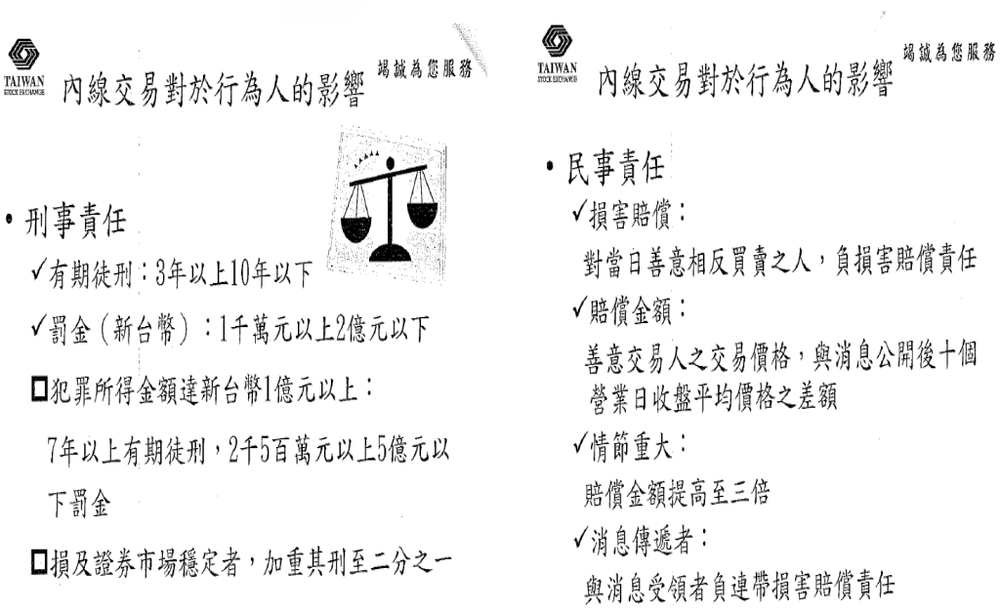 TAIWAN
STOCK EXCHANGE
竭誠為您服務
內線交易對於行為人的影響
• 刑事責任
✓有期徒刑：3年以上10年以下
✓罰金（新台幣）：1千萬元以上2億元以下
□犯罪所得金額達新台幣1億元以上：
7年以上有期徒刑，2千5百萬元以上5億元以
下罰金
□損及證券市場穩定者，加重其刑至二分之一
TAIWAN
STOCK EXCHANGE
竭誠為您服務
內線交易對於行為人的影響
• 民事責任
✓損害賠償：
對當日善意相反買賣之人，負損害賠償責任
✓賠償金額：
善意交易人之交易價格，與消息公開後十個
營業日收盤平均價格之差額
✓情節重大：
賠償金額提高至三倍
✓消息傳遞者：
與消息受領者負連帶損害賠償責任